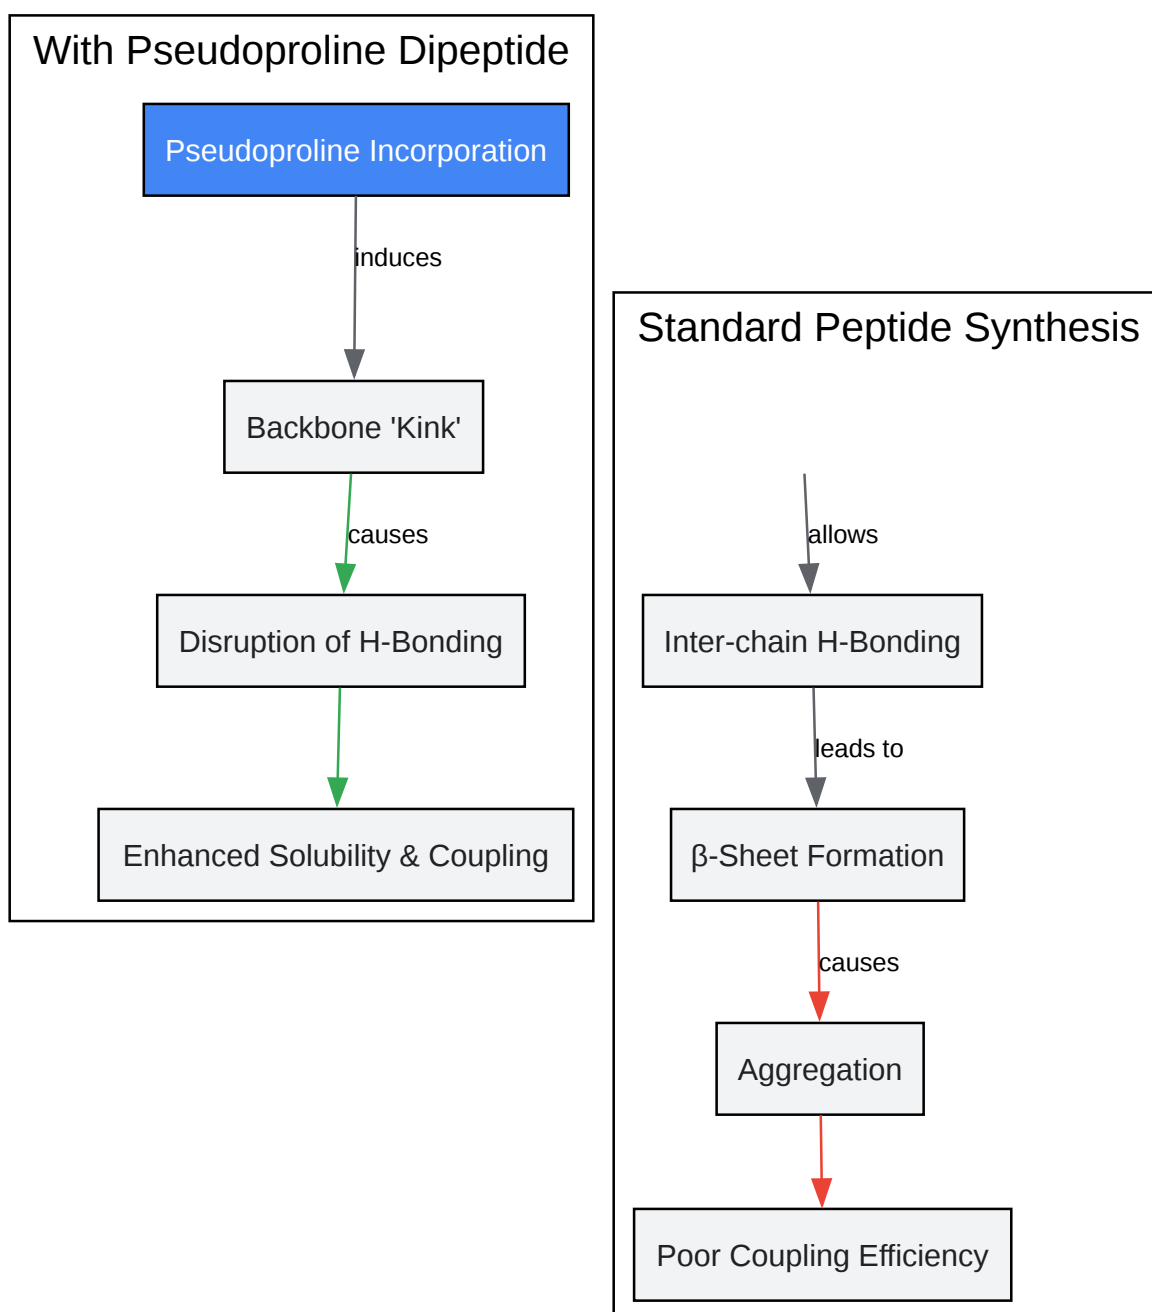 With Pseudoproline Dipeptide
Pseudoproline Incorporation
induces
Backbone 'Kink'
causes
Disruption of H-Bonding
Enhanced Solubility & Coupling
Standard Peptide Synthesis
allows
Inter-chain H-Bonding
leads to
β-Sheet Formation
causes
Aggregation
Poor Coupling Efficiency